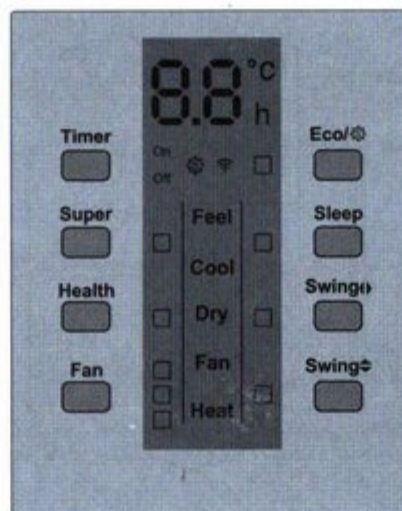 8.8 °C
h
Timer
On
Off
Eco/
Super
Feel
Sleep
Cool
Health
Dry
Swing
Fan
Fan
Swing
Heat